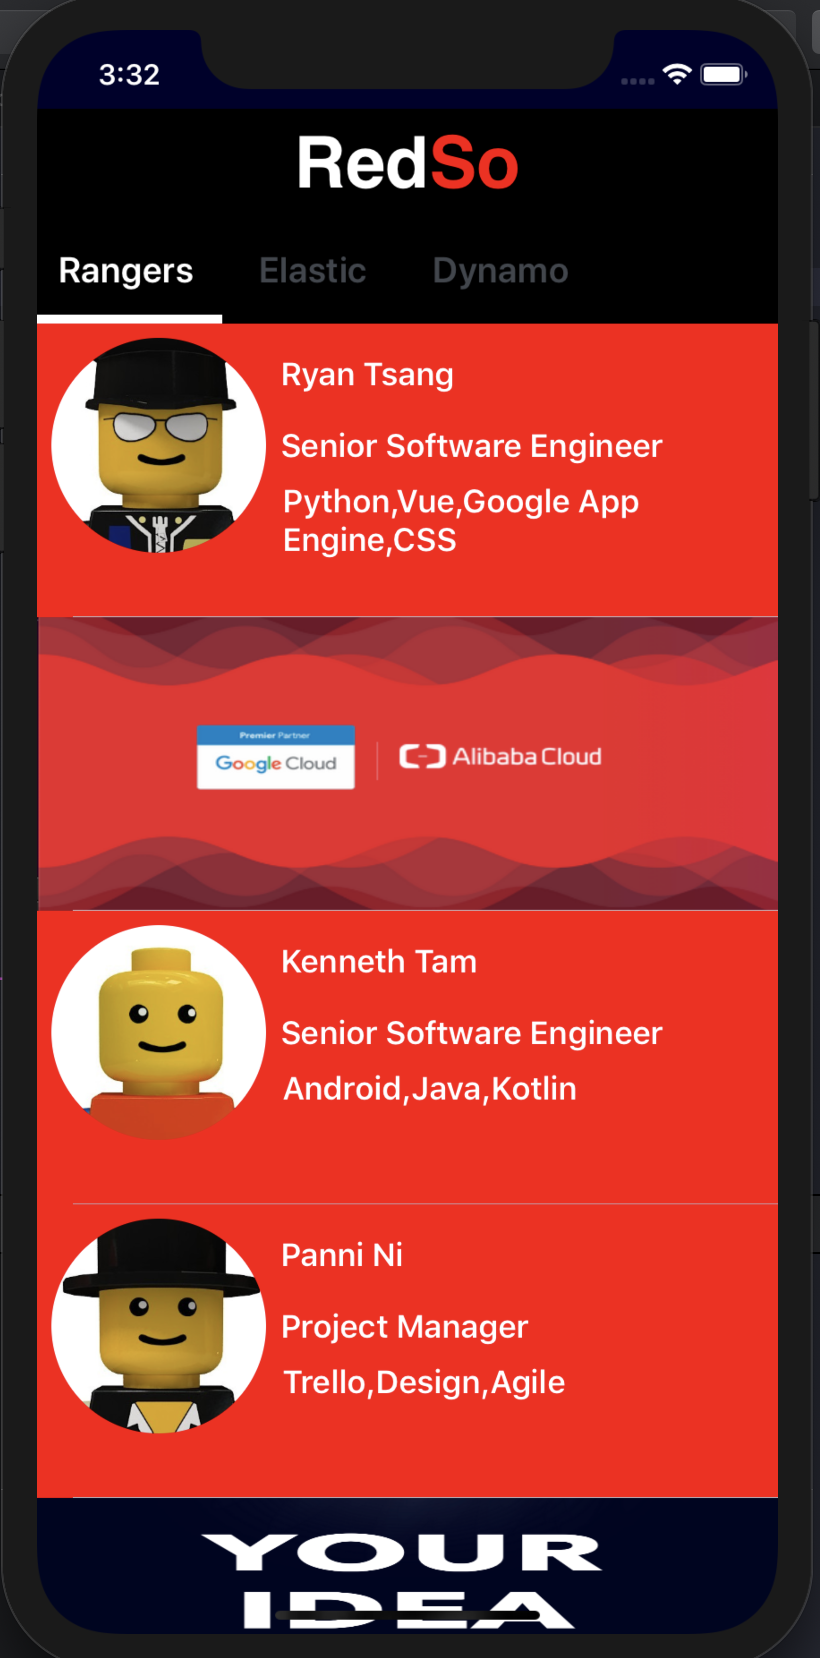 3:32
RedSo
Rangers Elastic Dynamo
Ryan Tsang
Senior Software Engineer
Python,Vue,Google App
Engine,CSS
Premier Partner
Google Cloud
Alibaba Cloud
Kenneth Tam
Senior Software Engineer
Android,Java,Kotlin
Panni Ni
Project Manager
Trello,Design,Agile
YOUR
IDEA